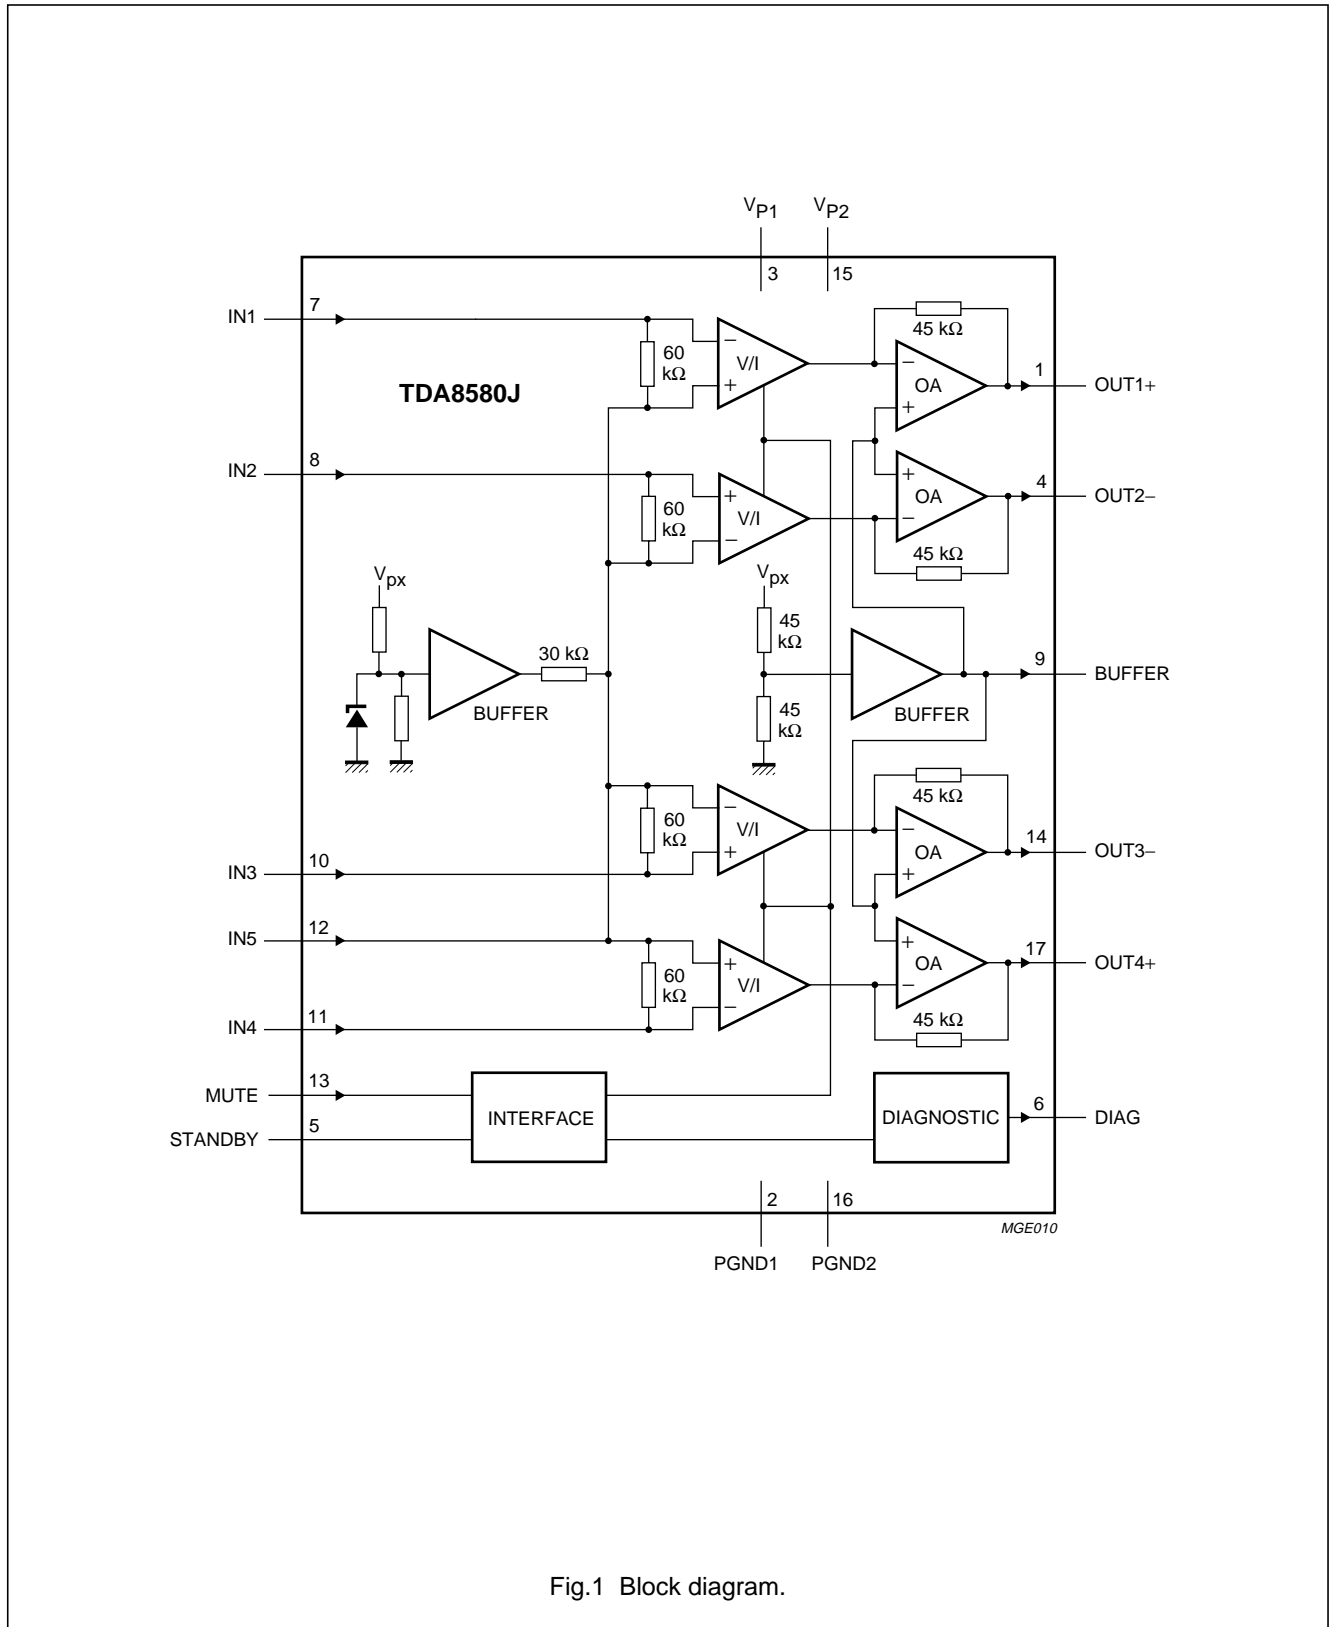 VP1 VP2
3 15
IN1 7
45 kΩ
60 kΩ
− V/I +
− OA +
1 OUT1+
TDA8580J
IN2 8
60 kΩ
+ V/I −
+ OA −
4 OUT2−
45 kΩ
Vpx
Vpx
45 kΩ
30 kΩ
BUFFER
9 BUFFER
45 kΩ
BUFFER
45 kΩ
60 kΩ
− V/I +
− OA +
14 OUT3−
IN3 10
IN5 12
60 kΩ
+ V/I −
+ OA −
17 OUT4+
IN4 11
45 kΩ
MUTE 13
INTERFACE
DIAGNOSTIC
6 DIAG
STANDBY 5
2 16
MGE010
PGND1 PGND2
Fig.1 Block diagram.